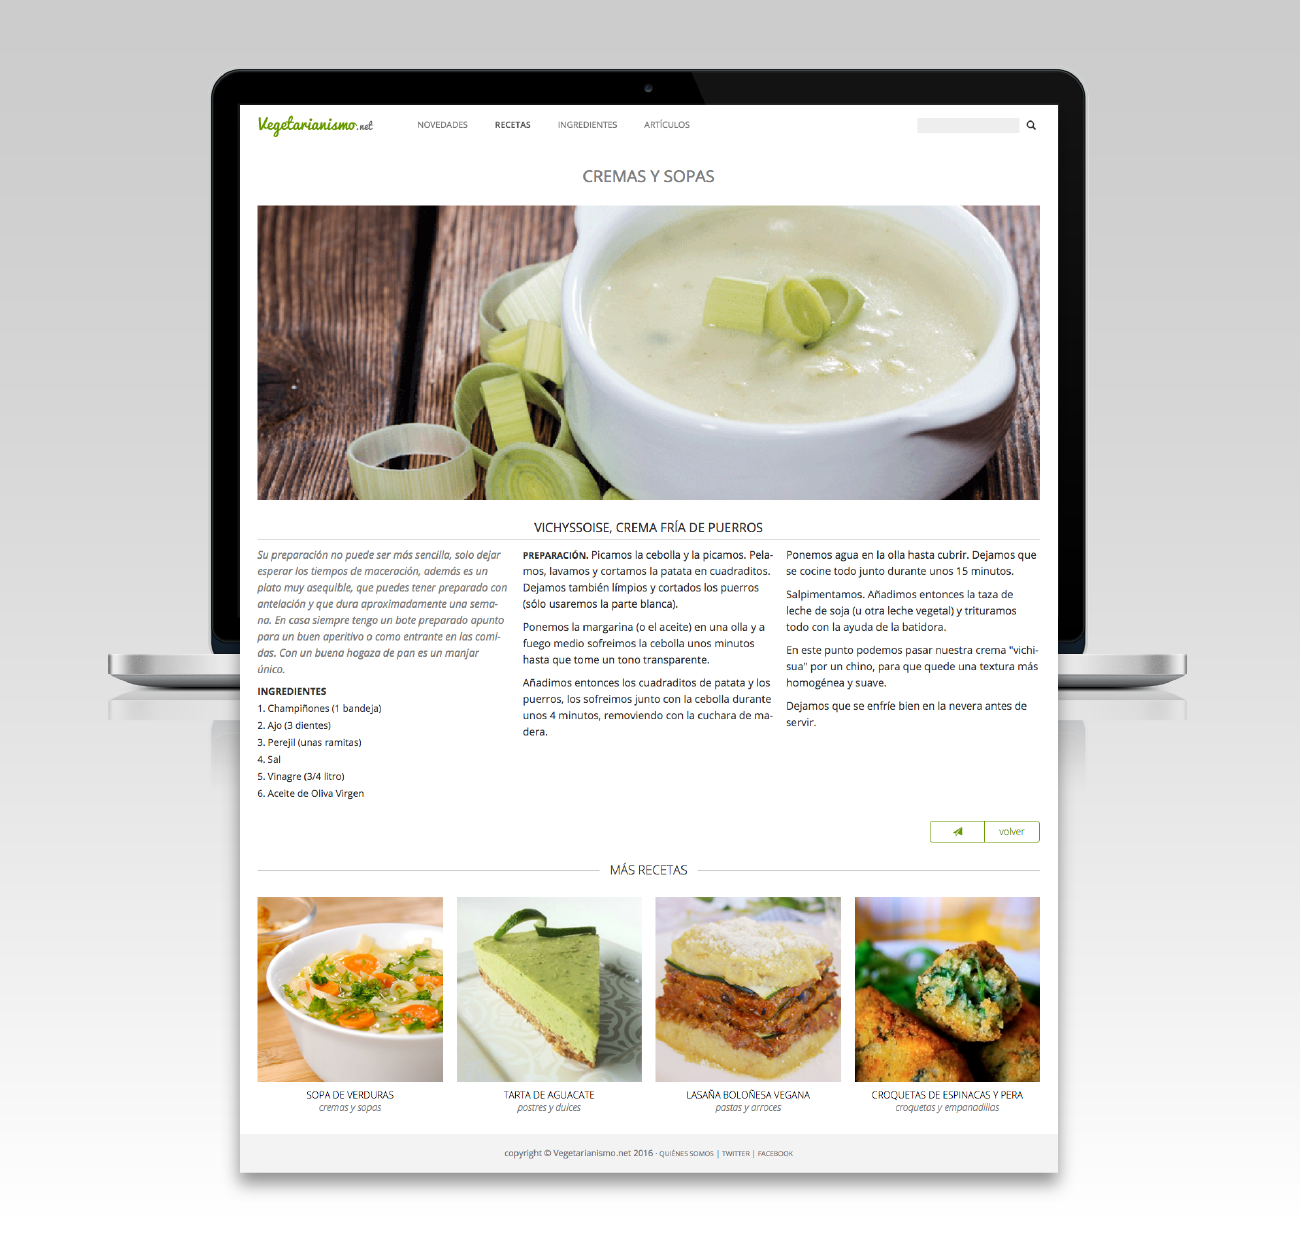 Vegetarianismo.net
NOVEDADES
RECETAS
INGREDIENTES
ARTÍCULOS
CREMAS Y SOPAS
VICHYSSOISE, CREMA FRÍA DE PUERROS
Su preparación no puede ser más sencilla, solo dejar
esperar los tiempos de maceración, además es un
plato muy asequible, que puedes tener preparado con
antelación y que dura aproximadamente una sema-
na. En casa siempre tengo un bote preparado apunto
para un buen aperitivo o como entrante en las comi-
das. Con un buena hogaza de pan es un manjar
único.
INGREDIENTES
1. Champiñones (1 bandeja)
2. Ajo (3 dientes)
3. Perejil (unas ramitas)
4. Sal
5. Vinagre (3/4 litro)
6. Aceite de Oliva Virgen
PREPARACIÓN. Picamos la cebolla y la picamos. Pela-
mos, lavamos y cortamos la patata en cuadraditos.
Dejamos también límpios y cortados los puerros
(sólo usaremos la parte blanca).
Ponemos la margarina (o el aceite) en una olla y a
fuego medio sofreimos la cebolla unos minutos
hasta que tome un tono transparente.
Añadimos entonces los cuadraditos de patata y los
puerros, los sofreimos junto con la cebolla durante
unos 4 minutos, removiendo con la cuchara de ma-
dera.
Ponemos agua en la olla hasta cubrir. Dejamos que
se cocine todo junto durante unos 15 minutos.
Salpimentamos. Añadimos entonces la taza de
leche de soja (u otra leche vegetal) y trituramos
todo con la ayuda de la batidora.
En este punto podemos pasar nuestra crema "vichi-
sua" por un chino, para que quede una textura más
homogénea y suave.
Dejamos que se enfríe bien en la nevera antes de
servir.
volver
MÁS RECETAS
SOPA DE VERDURAS
cremas y sopas
TARTA DE AGUACATE
postres y dulces
LASAÑA BOLOÑESA VEGANA
pastas y arroces
CROQUETAS DE ESPINACAS Y PERA
croquetas y empanadillas
copyright © Vegetarianismo.net 2016 · QUIÉNES SOMOS | TWITTER | FACEBOOK